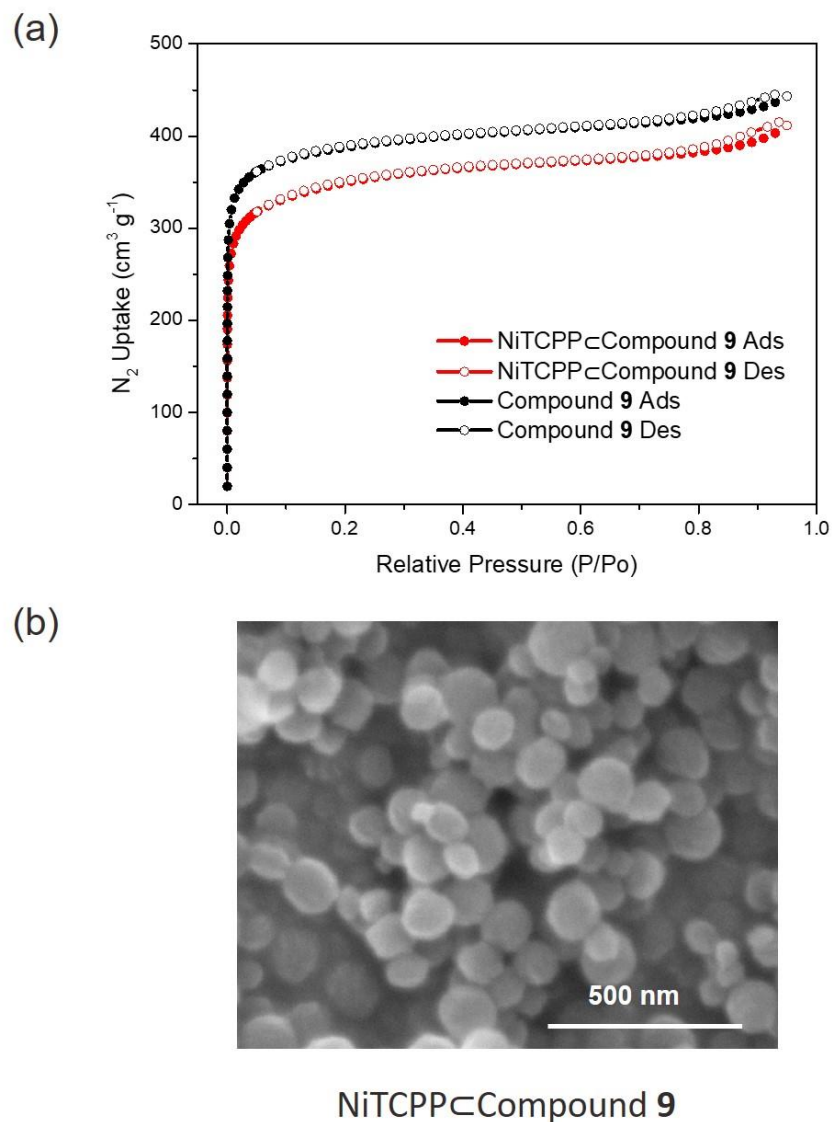 (a)
500
400
300
200
100
0
N₂ Uptake (cm³ g⁻¹)
NiTCPP⊂Compound 9 Ads
NiTCPP⊂Compound 9 Des
Compound 9 Ads
Compound 9 Des
0.0 0.2 0.4 0.6 0.8 1.0
Relative Pressure (P/Po)
(b)
500 nm
NiTCPP⊂Compound 9